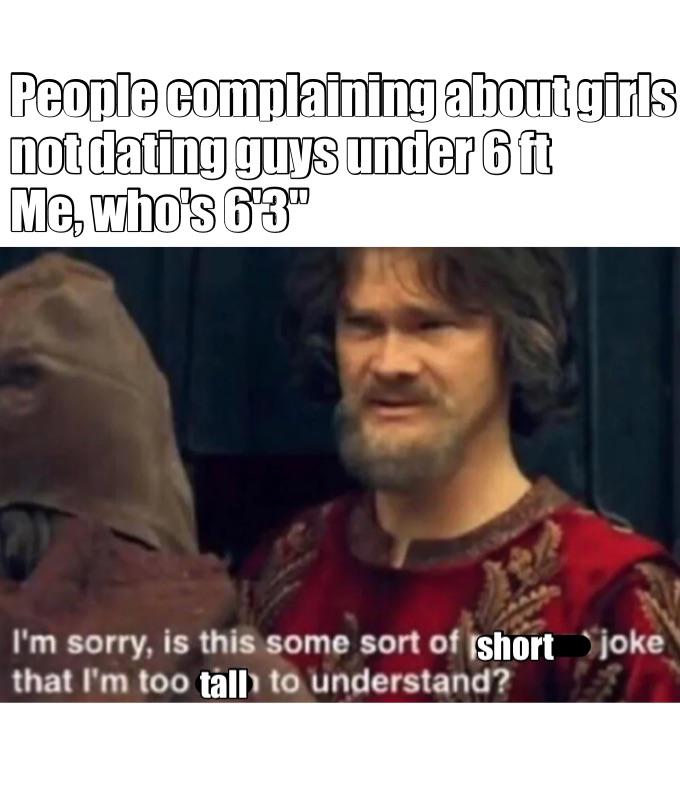 People complaining about girls
not dating guys under 6 ft
Me, who's 6'3"
I'm sorry, is this some sort of short joke
that I'm too tall to understand?